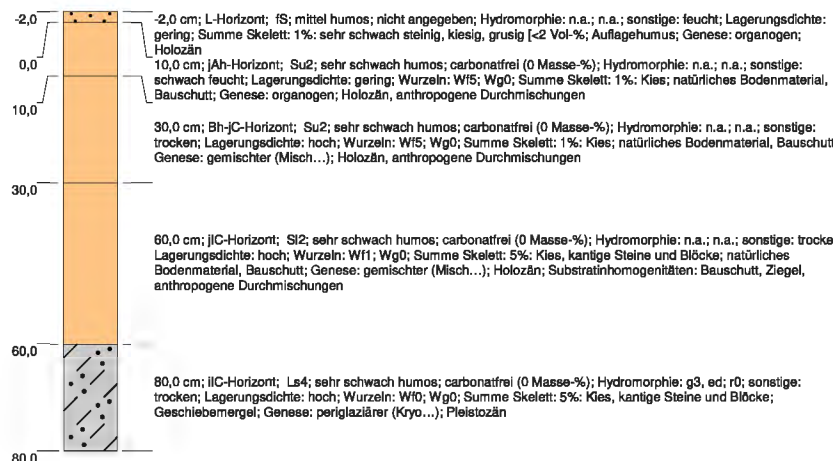 -2,0
-2,0 cm; L-Horizont; fS; mittel humos; nicht angegeben; Hydromorphie: n.a.; n.a.; sonstige: feucht; Lagerungsdichte:
gering; Summe Skelett: 1%: sehr schwach steinig, kiesig, grusig [<2 Vol-%; Auflagehumus; Genese: organogen;
Holozän
0,0
10,0 cm; jAh-Horizont; Su2; sehr schwach humos; carbonatfrei (0 Masse-%); Hydromorphie: n.a.; n.a.; sonstige:
schwach feucht; Lagerungsdichte: gering; Wurzeln: Wf5; Wg0; Summe Skelett: 1%: Kies; natürliches Bodenmaterial,
Bauschutt; Genese: organogen; Holozän, anthropogene Durchmischungen
10,0
30,0 cm; Bh-jC-Horizont; Su2; sehr schwach humos; carbonatfrei (0 Masse-%); Hydromorphie: n.a.; n.a.; sonstige:
trocken; Lagerungsdichte: hoch; Wurzeln: Wf5; Wg0; Summe Skelett: 1%: Kies; natürliches Bodenmaterial, Bauschutt
Genese: gemischter (Misch...); Holozän, anthropogene Durchmischungen
30,0
60,0 cm; jlC-Horizont; Sl2; sehr schwach humos; carbonatfrei (0 Masse-%); Hydromorphie: n.a.; n.a.; sonstige: trocke
Lagerungsdichte: hoch; Wurzeln: Wf1; Wg0; Summe Skelett: 5%: Kies, kantige Steine und Blöcke; natürliches
Bodenmaterial, Bauschutt; Genese: gemischter (Misch...); Holozän; Substratinhomogenitäten: Bauschutt, Ziegel,
anthropogene Durchmischungen
60,0
80,0 cm; ilC-Horizont; Ls4; sehr schwach humos; carbonatfrei (0 Masse-%); Hydromorphie: g3, ed; r0; sonstige:
trocken; Lagerungsdichte: hoch; Wurzeln: Wf0; Wg0; Summe Skelett: 5%: Kies, kantige Steine und Blöcke;
Geschiebemergel; Genese: periglaziärer (Kryo...); Pleistozän
80,0